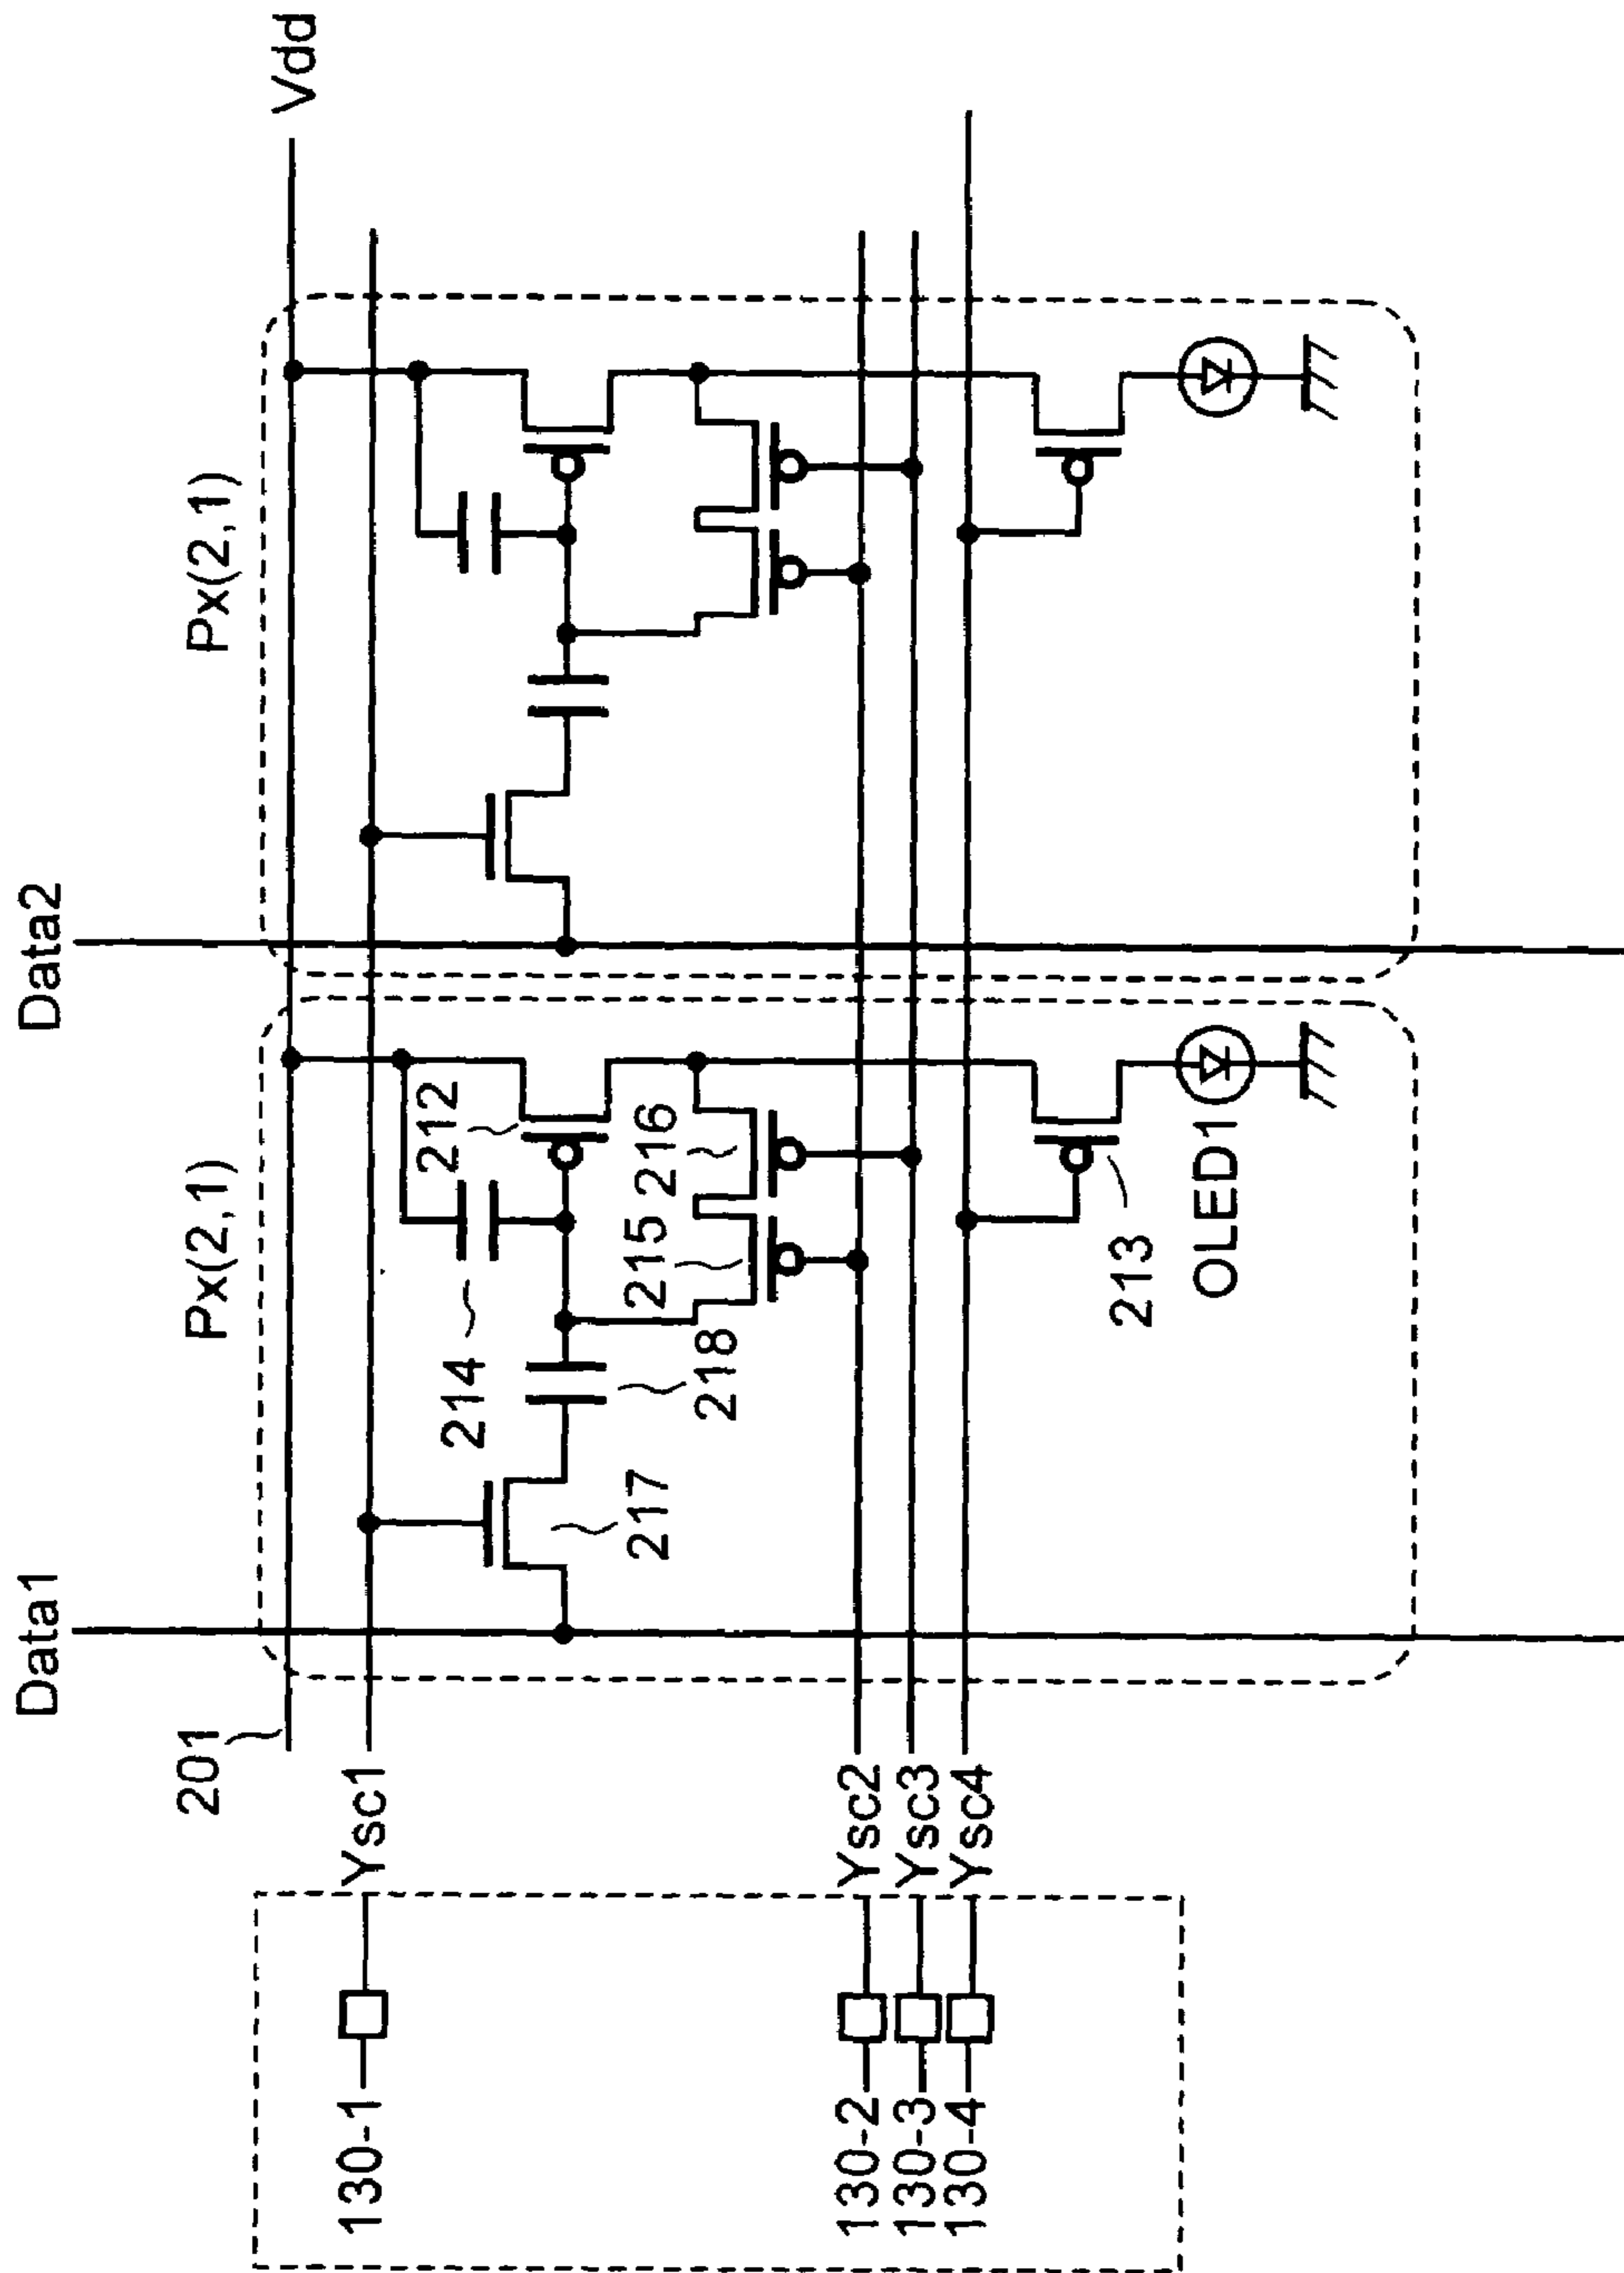 Data1
Data2
Px(2,1)
Px(2,1)
201
Vdd
130-1
Ysc1
212
214
217
218
215
216
130-2
Ysc2
130-3
Ysc3
130-4
Ysc4
213
OLED1